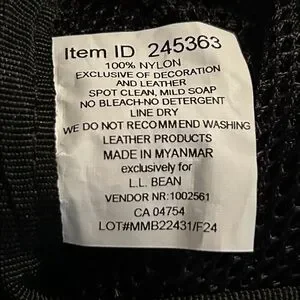 Item ID 245363
100% NYLON
EXCLUSIVE OF DECORATION
AND LEATHER
SPOT CLEAN, MILD SOAP
NO BLEACH-NO DETERGENT
LINE DRY
WE DO NOT RECOMMEND WASHING
LEATHER PRODUCTS
MADE IN MYANMAR
exclusively for
L.L. BEAN
VENDOR NR:1002561
CA 04754
LOT#MMB22431/F24